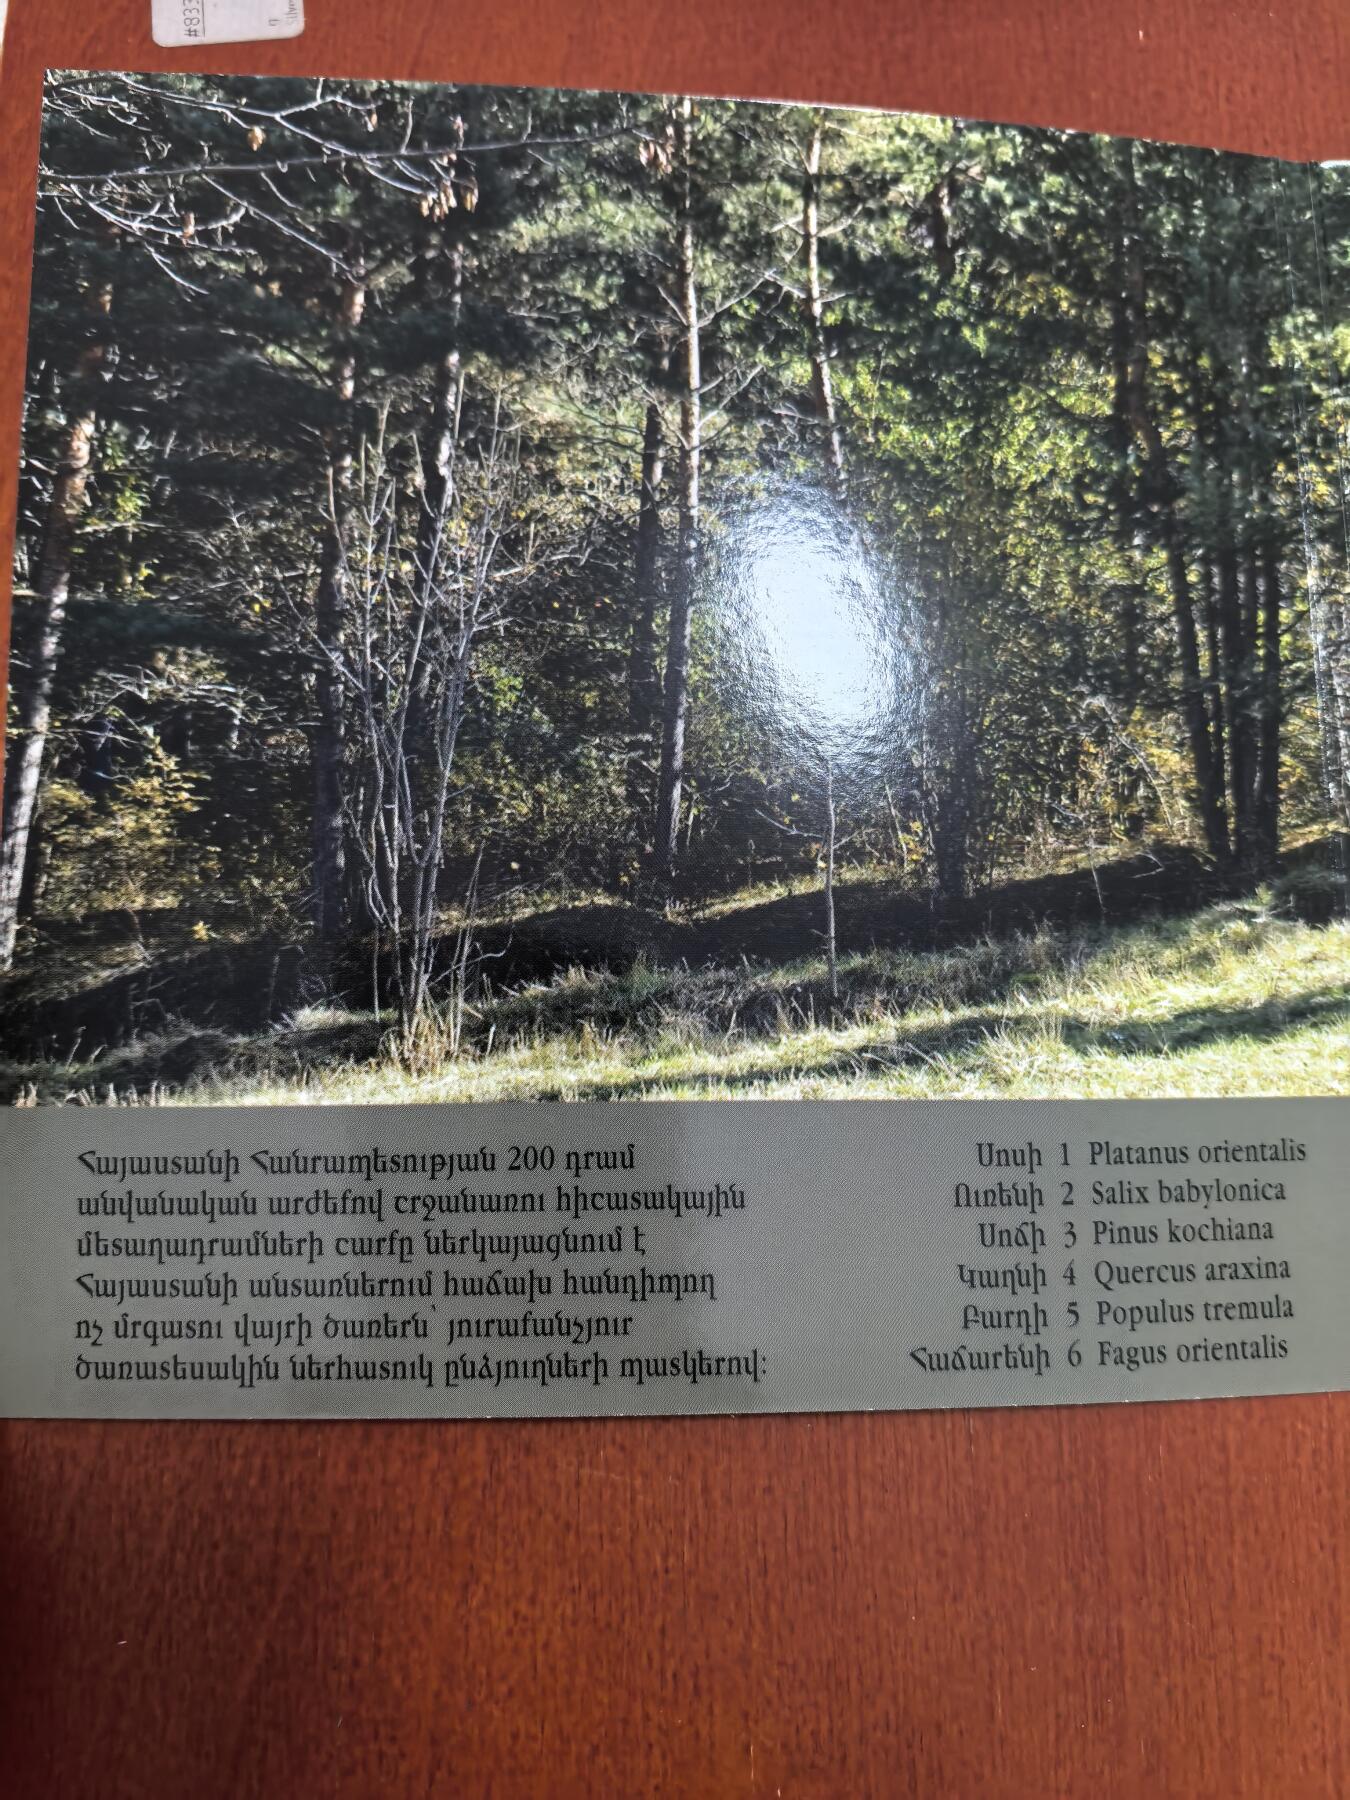 #833
Հայաստանի Հանրապետության 200 դրամ
անվանական արժեքով շրջանառու հիշատակային
մետաղադրամների շարքը ներկայացնում է
Հայաստանի անտառներում հաճախ հանդիպող
ոչ մրգատու վայրի ծառերն՝ յուրաքանչյուր
ծառատեսակին ներհատուկ ընձյուղների պատկերով:
Սոսի 1 Platanus orientalis
Ուռենի 2 Salix babylonica
Սոճի 3 Pinus kochiana
Կաղնի 4 Quercus araxina
Բարդի 5 Populus tremula
Հաճարենի 6 Fagus orientalis